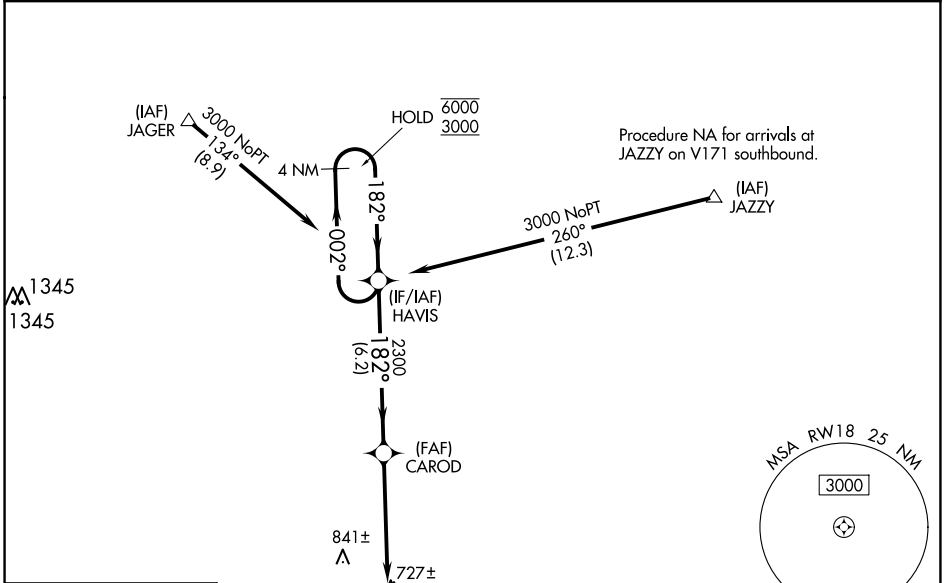 (IAF)
JAGER
3000 NoPT
134°
(8.9)
HOLD
6000
3000
4 NM
182°
002°
Procedure NA for arrivals at
JAZZY on V171 southbound.
(IAF)
JAZZY
3000 NoPT
260°
(12.3)
1345
1345
(IF/IAF)
HAVIS
2300
182°
(6.2)
(FAF)
CAROD
841±
727±
MSA RW18 25 NM
3000